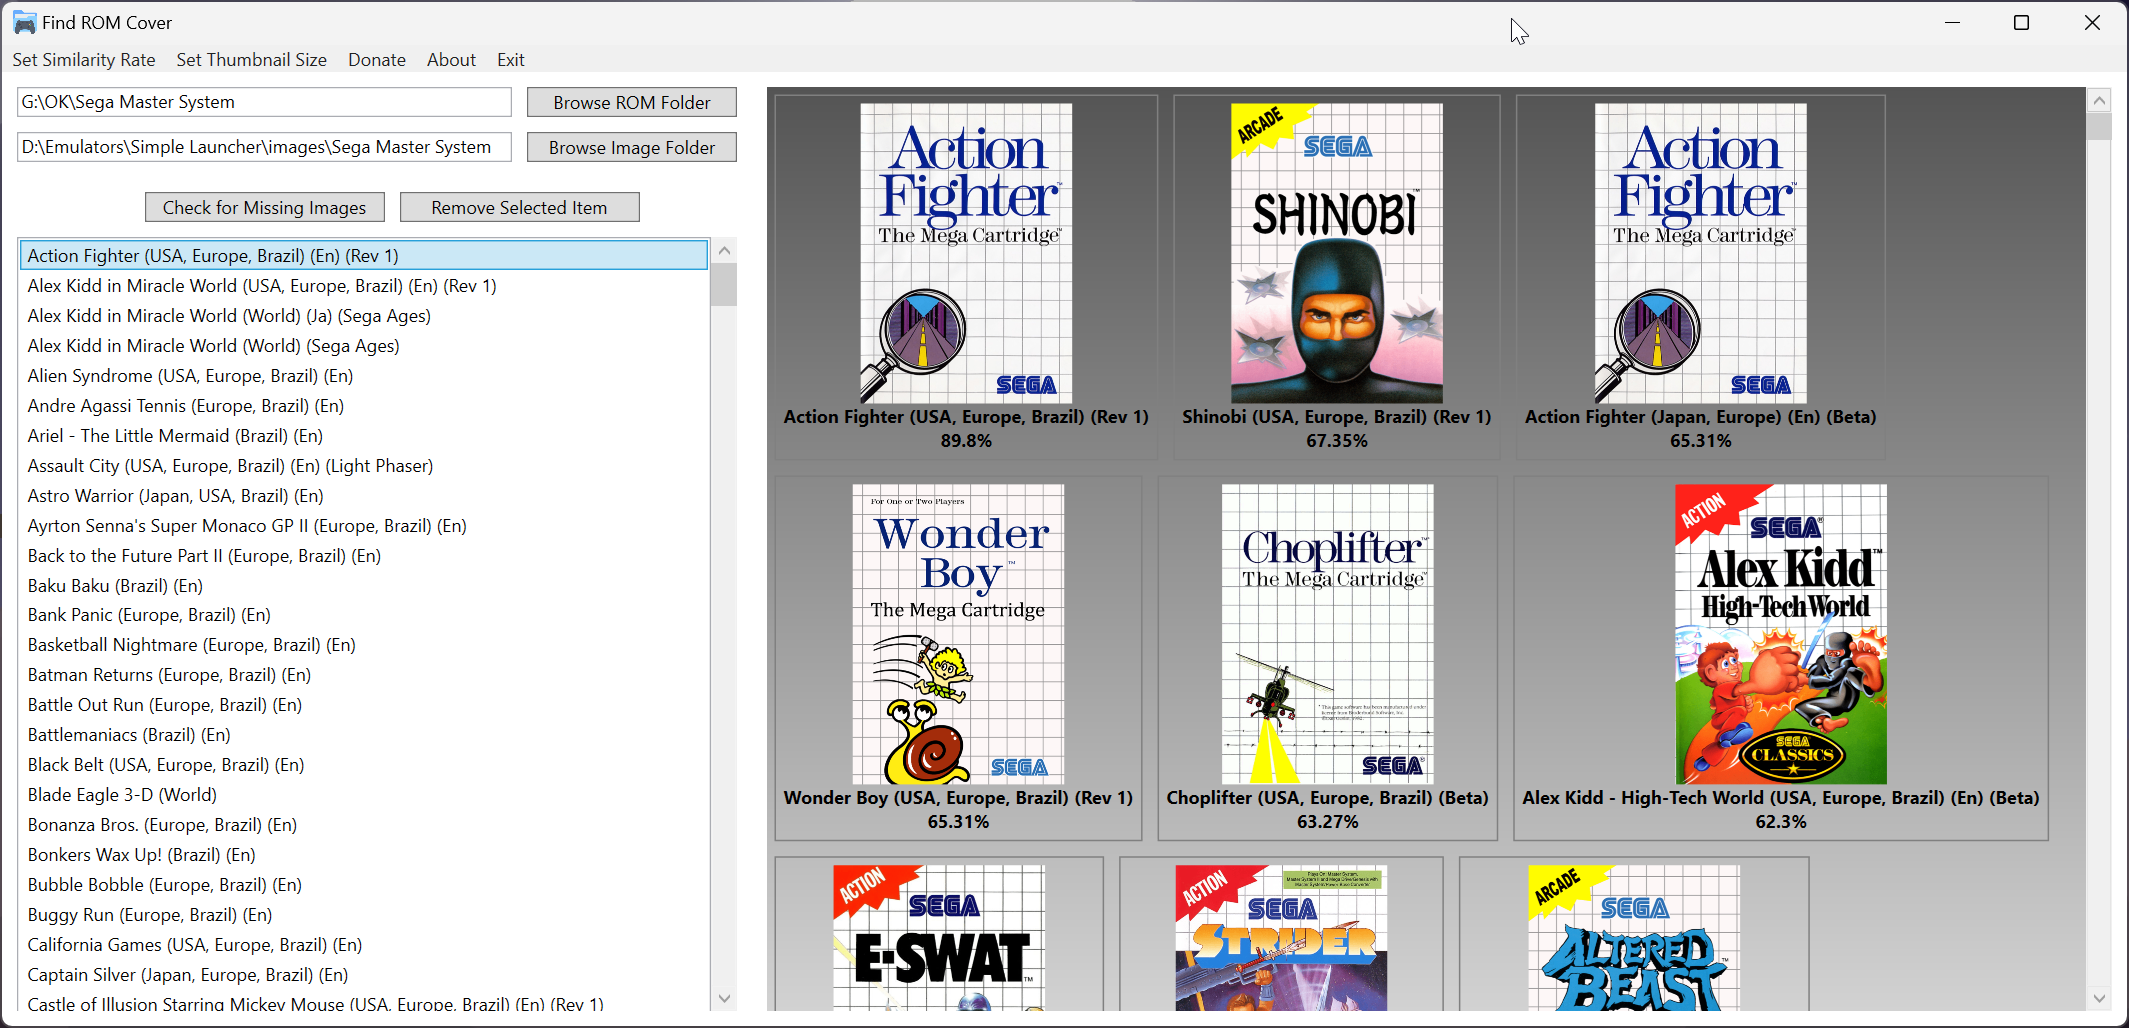 Find ROM Cover
Set Similarity Rate Set Thumbnail Size Donate About Exit
G:\OK\Sega Master System
Browse ROM Folder
D:\Emulators\Simple Launcher\images\Sega Master System
Browse Image Folder
Check for Missing Images
Remove Selected Item
Action Fighter (USA, Europe, Brazil) (En) (Rev 1)
Alex Kidd in Miracle World (USA, Europe, Brazil) (En) (Rev 1)
Alex Kidd in Miracle World (World) (Ja) (Sega Ages)
Alex Kidd in Miracle World (World) (Sega Ages)
Alien Syndrome (USA, Europe, Brazil) (En)
Andre Agassi Tennis (Europe, Brazil) (En)
Ariel - The Little Mermaid (Brazil) (En)
Assault City (USA, Europe, Brazil) (En) (Light Phaser)
Astro Warrior (Japan, USA, Brazil) (En)
Ayrton Senna's Super Monaco GP II (Europe, Brazil) (En)
Back to the Future Part II (Europe, Brazil) (En)
Baku Baku (Brazil) (En)
Bank Panic (Europe, Brazil) (En)
Basketball Nightmare (Europe, Brazil) (En)
Batman Returns (Europe, Brazil) (En)
Battle Out Run (Europe, Brazil) (En)
Battlemaniacs (Brazil) (En)
Black Belt (USA, Europe, Brazil) (En)
Blade Eagle 3-D (World)
Bonanza Bros. (Europe, Brazil) (En)
Bonkers Wax Up! (Brazil) (En)
Bubble Bobble (Europe, Brazil) (En)
Buggy Run (Europe, Brazil) (En)
California Games (USA, Europe, Brazil) (En)
Captain Silver (Japan, Europe, Brazil) (En)
Castle of Illusion Starring Mickey Mouse (USA, Europe, Brazil) (En) (Rev 1)
Action
Fighter™
The Mega Cartridge™
SEGA
Action Fighter (USA, Europe, Brazil) (Rev 1)
89.8%
ARCADE
SEGA
SHINOBI™
Shinobi (USA, Europe, Brazil) (Rev 1)
67.35%
Action
Fighter™
The Mega Cartridge™
SEGA
Action Fighter (Japan, Europe) (En) (Beta)
65.31%
For One or Two Players
Wonder
Boy™
The Mega Cartridge
SEGA
Wonder Boy (USA, Europe, Brazil) (Rev 1)
65.31%
Choplifter™
The Mega Cartridge™
SEGA®
Choplifter (USA, Europe, Brazil) (Beta)
63.27%
ACTION
SEGA®
Alex Kidd™
High-Tech World
SEGA
CLASSICS
Alex Kidd - High-Tech World (USA, Europe, Brazil) (En) (Beta)
62.3%
ACTION
SEGA
E-SWAT™
ACTION
SEGA
STRIDER
ARCADE
SEGA
ALTERED
BEAST™